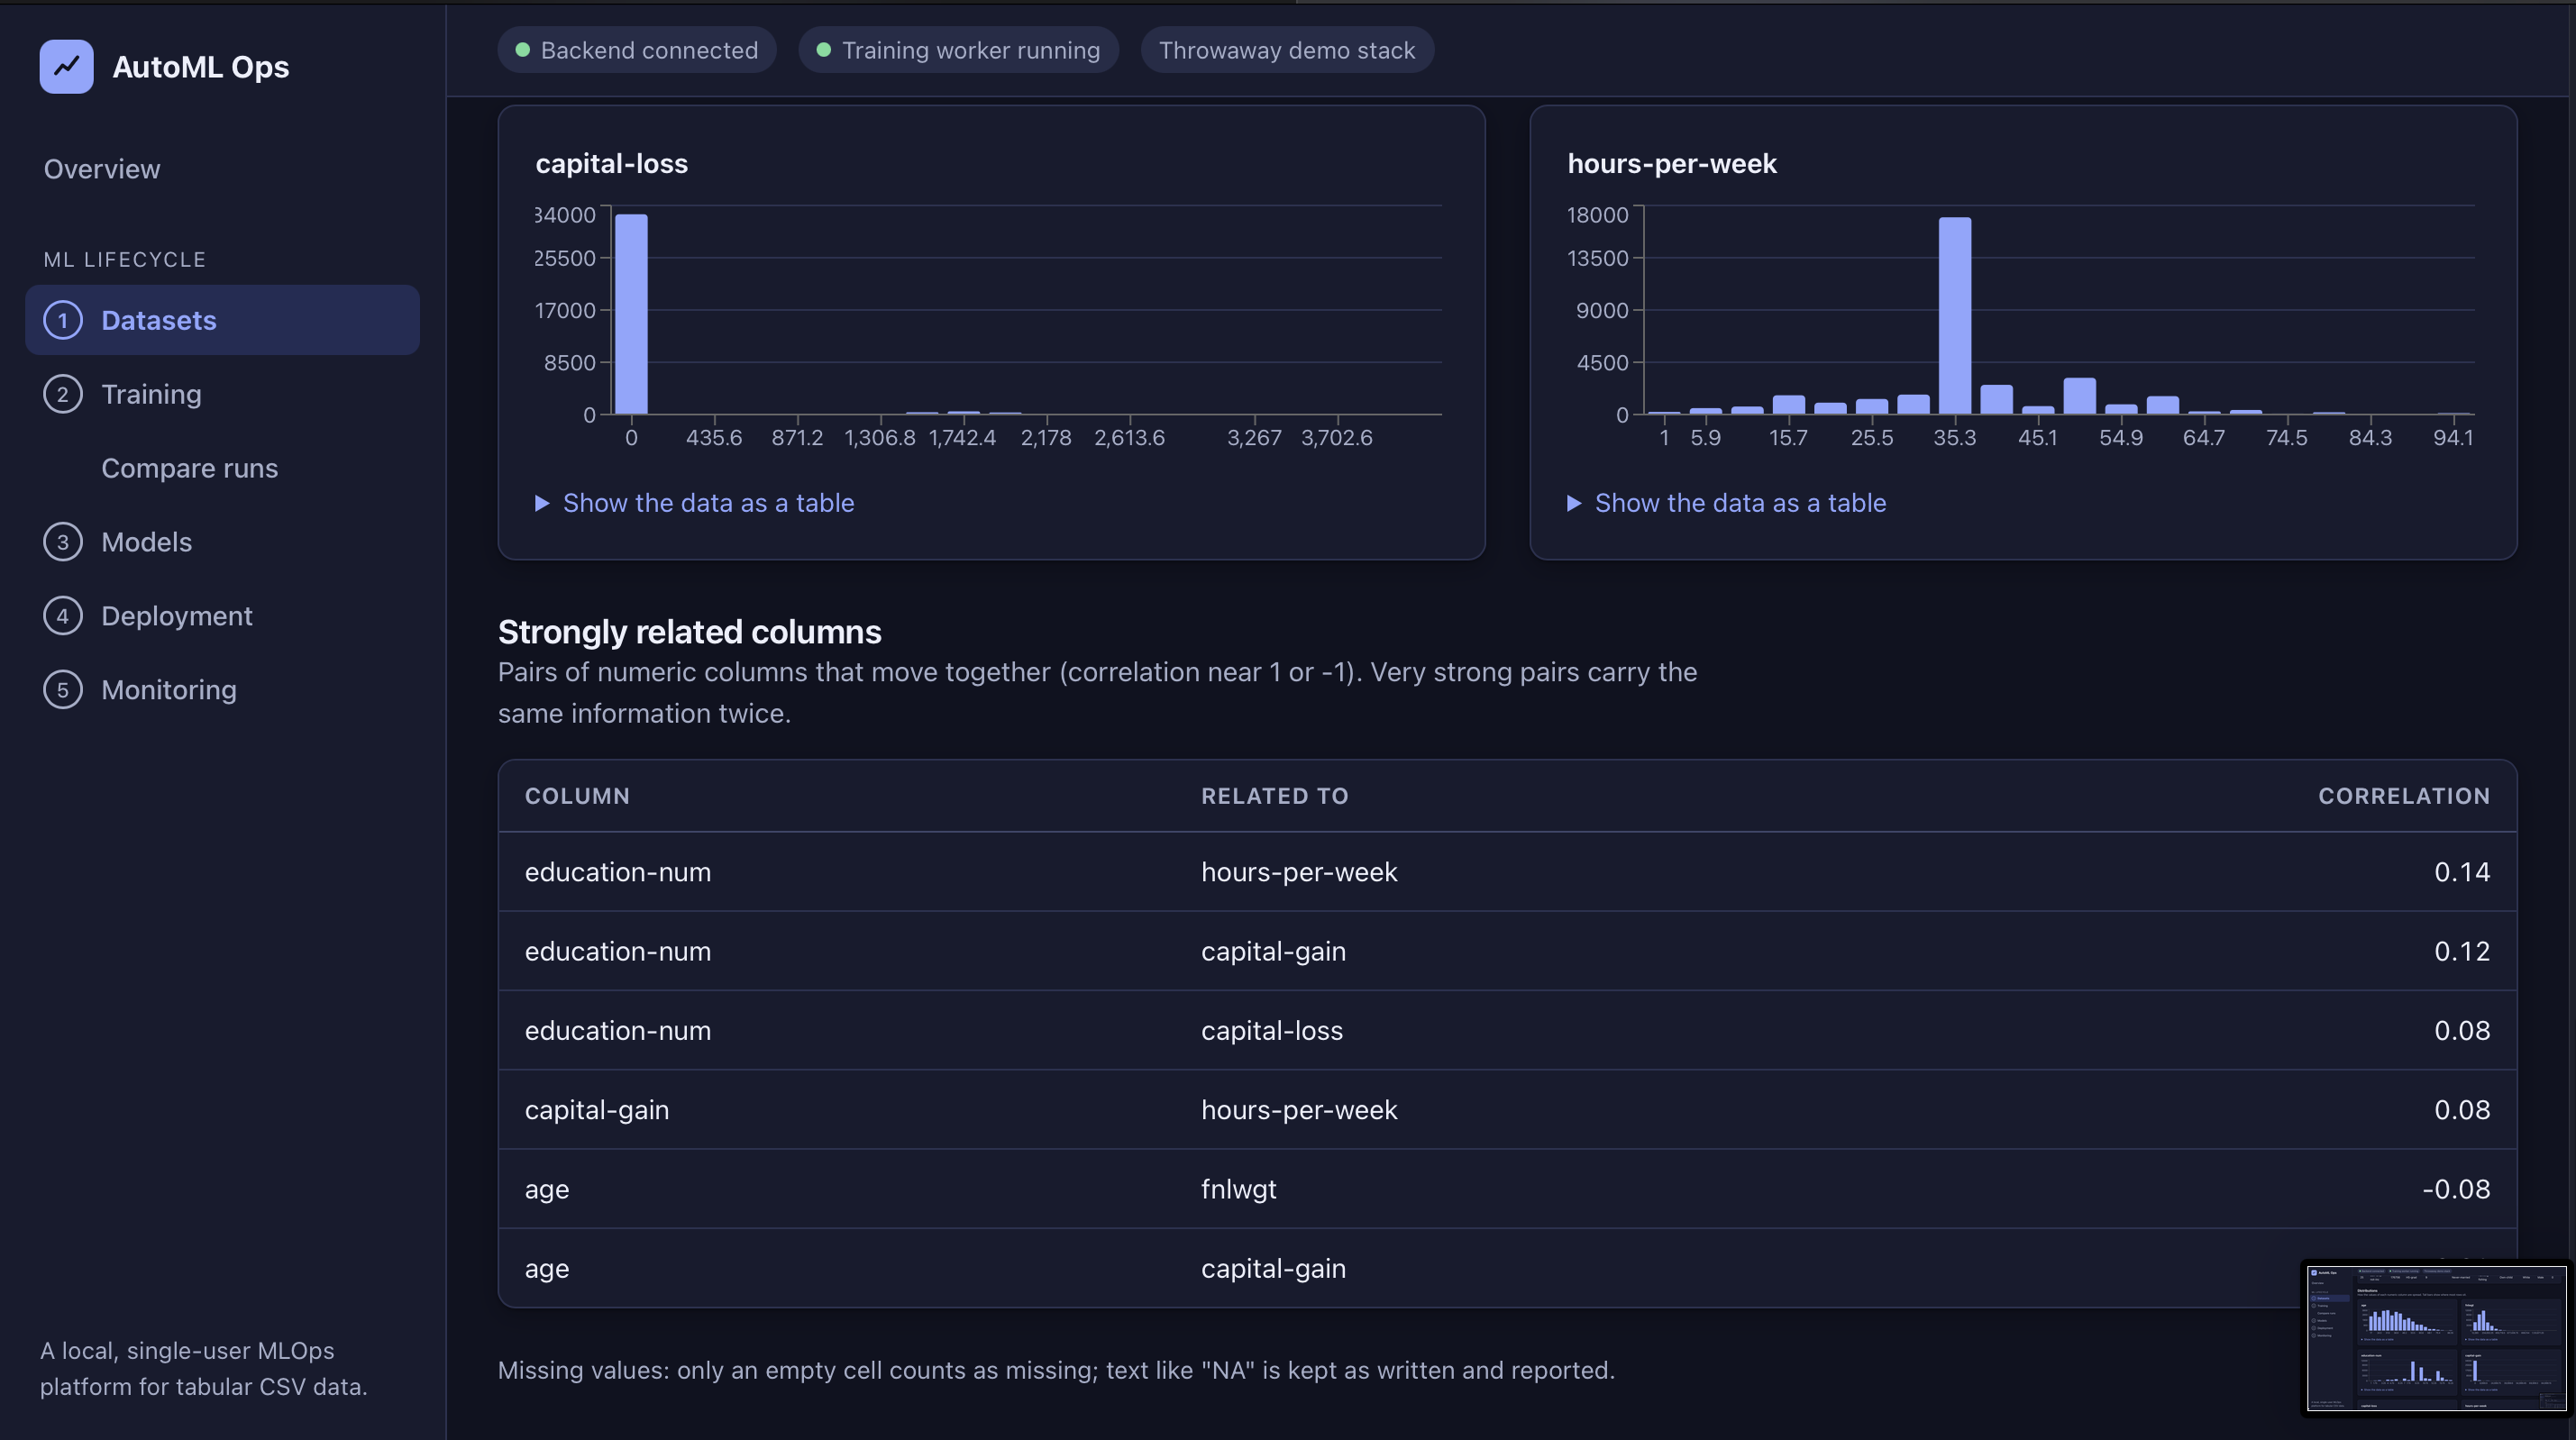 AutoML Ops
Overview
ML LIFECYCLE
1 Datasets
2 Training
Compare runs
3 Models
4 Deployment
5 Monitoring
A local, single-user MLOps
platform for tabular CSV data.
Backend connected
Training worker running
Throwaway demo stack
capital-loss
34000
25500
17000
8500
0
0 435.6 871.2 1,306.8 1,742.4 2,178 2,613.6 3,267 3,702.6
Show the data as a table
hours-per-week
18000
13500
9000
4500
0
1 5.9 15.7 25.5 35.3 45.1 54.9 64.7 74.5 84.3 94.1
Show the data as a table
Strongly related columns
Pairs of numeric columns that move together (correlation near 1 or -1). Very strong pairs carry the
same information twice.
COLUMN RELATED TO CORRELATION
education-num hours-per-week 0.14
education-num capital-gain 0.12
education-num capital-loss 0.08
capital-gain hours-per-week 0.08
age fnlwgt -0.08
age capital-gain
Missing values: only an empty cell counts as missing; text like "NA" is kept as written and reported.